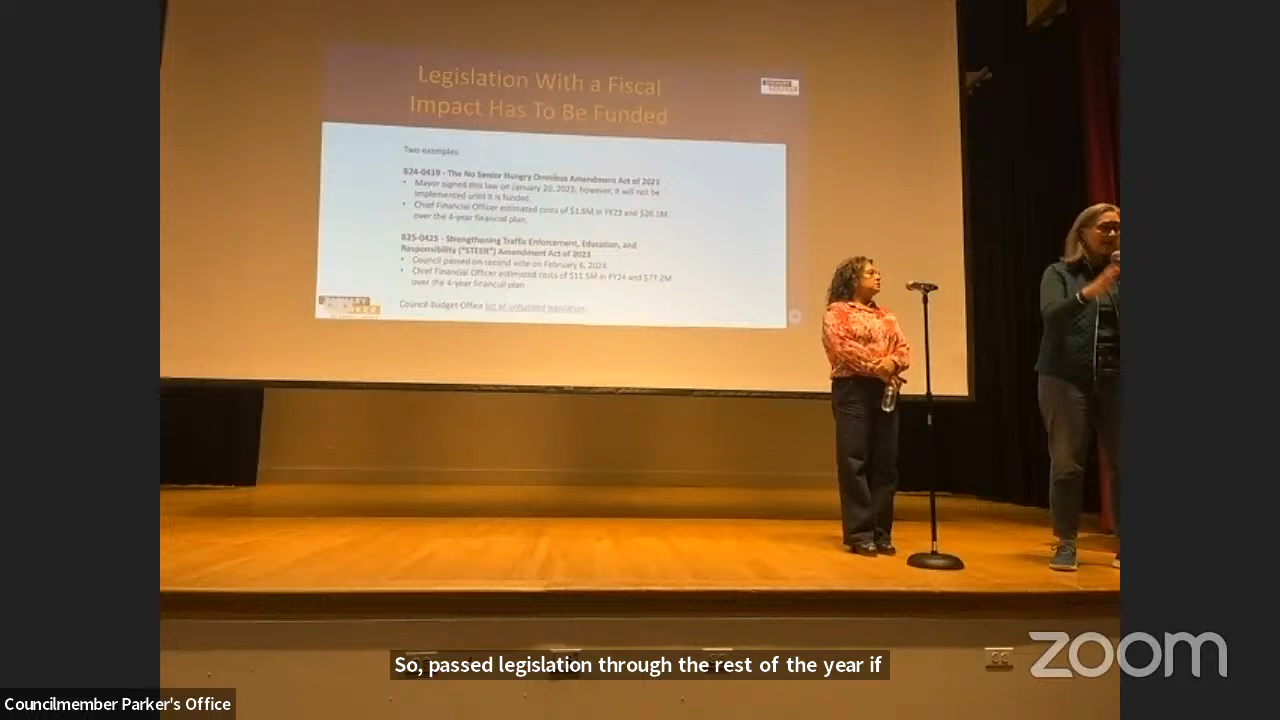 Legislation With a Fiscal
Impact Has To Be Funded
Two examples
B24-0419 - The No Senior Hungry Omnibus Amendment Act of 2021
• Mayor signed this law on January 20, 2023; however, it will not be
implemented until it is funded.
• Chief Financial Officer estimated costs of $1.6M in FY23 and $26.1M
over the 4-year financial plan.
B25-0425 - Strengthening Traffic Enforcement, Education, and
Responsibility ("STEER") Amendment Act of 2023
• Council passed on second vote on February 6, 2024
• Chief Financial Officer estimated costs of $11.5M in FY24 and $77.2M
over the 4-year financial plan
Council Budget Office list of unfunded legislation.
So, passed legislation through the rest of the year if
zoom
Councilmember Parker's Office